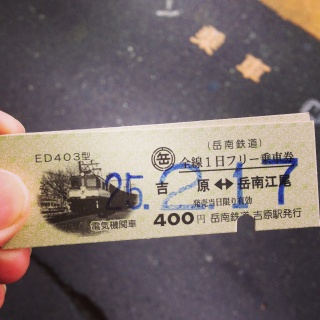 (岳南鉄道)
ED403型
岳 全線1日フリー乗車券
25.2.17
吉原⇔岳南江尾
発売当日限り有効
電気機関車
400円 岳南鉄道 吉原駅発行